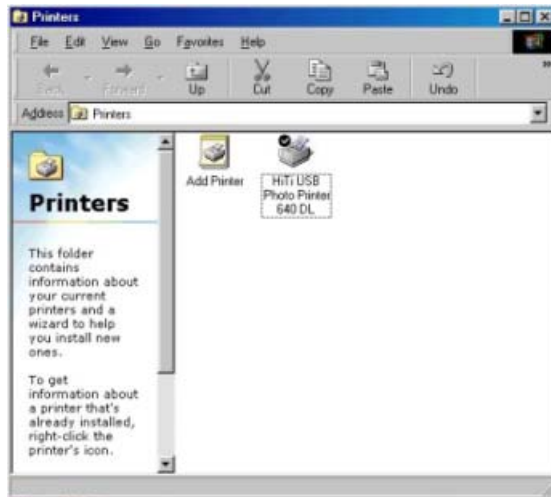 Printers
File Edit View Go Favorites Help
Back Forward Up Cut Copy Paste Undo »
Address Printers
Add Printer
HiTi USB
Photo Printer
640 DL
Printers
This folder
contains
information about
your current
printers and a
wizard to help
you install new
ones.
To get
information about
a printer that's
already installed,
right-click the
printer's icon.